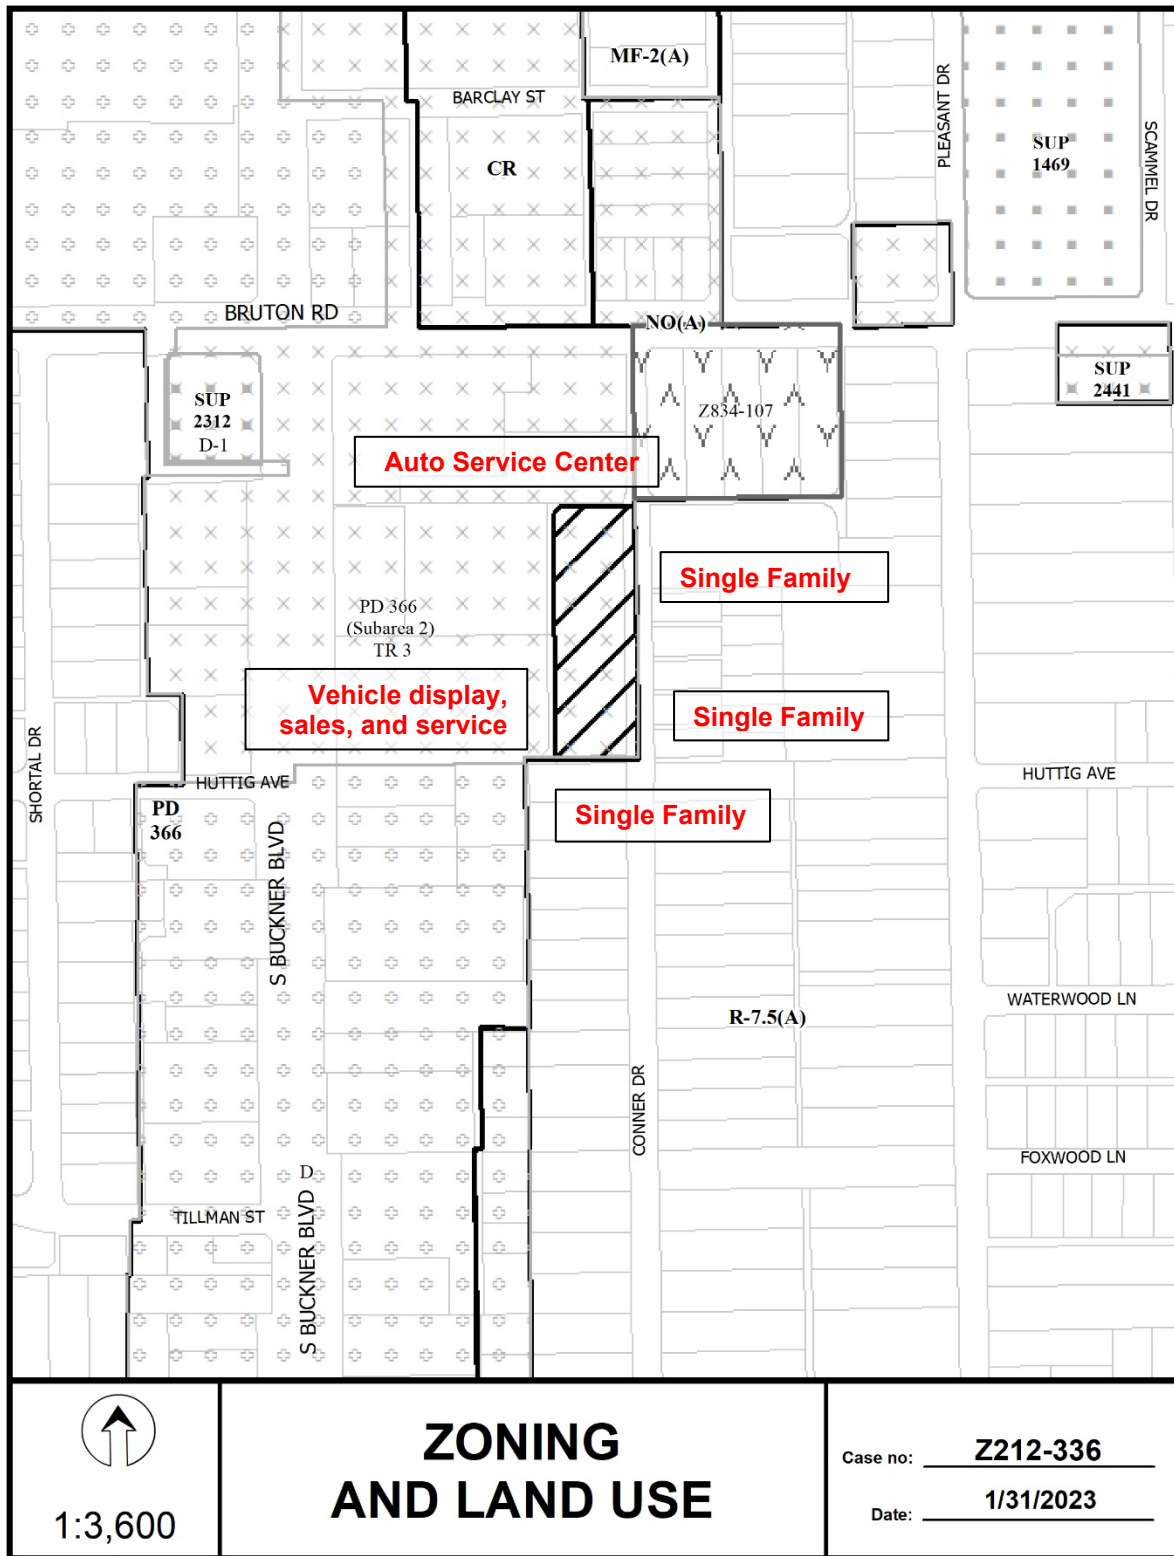 MF-2(A)
BARCLAY ST
CR
PLEASANT DR
SUP
1469
SCAMMEL DR
BRUTON RD
NO(A)
SUP
2312
D-1
Z834-107
SUP
2441
Auto Service Center
Single Family
PD 366
(Subarea 2)
TR 3
Vehicle display,
sales, and service
Single Family
SHORTAL DR
HUTTIG AVE
HUTTIG AVE
PD
366
Single Family
S BUCKNER BLVD
WATERWOOD LN
R-7.5(A)
CONNER DR
FOXWOOD LN
D
TILLMAN ST
S BUCKNER BLVD
1:3,600
ZONING
AND LAND USE
Case no: Z212-336
Date: 1/31/2023